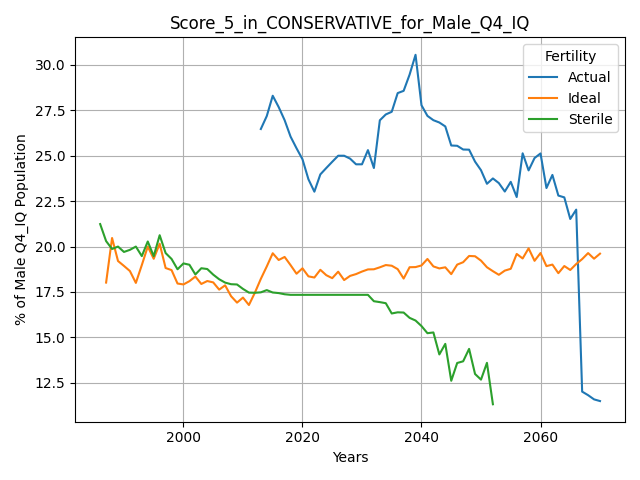 Score_5_in_CONSERVATIVE_for_Male_Q4_IQ
Fertility
Actual
Ideal
Sterile
% of Male Q4_IQ Population
30.0
27.5
25.0
22.5
20.0
17.5
15.0
12.5
2000
2020
2040
2060
Years